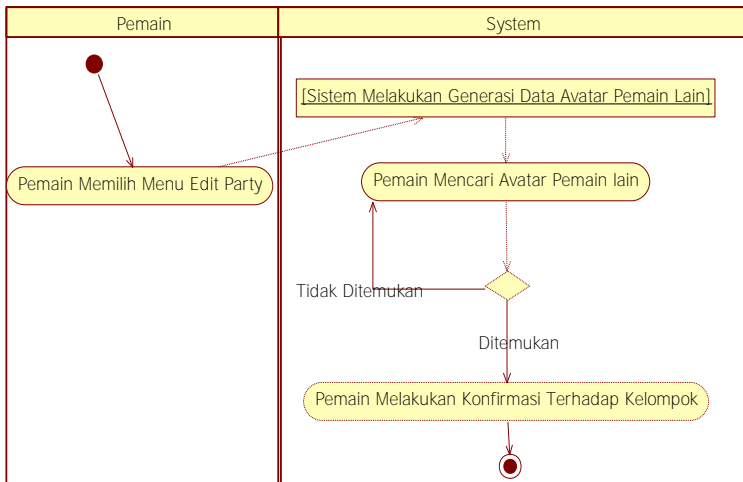 Pemain
System
[Sistem Melakukan Generasi Data Avatar Pemain Lain]
Pemain Memilih Menu Edit Party
Pemain Mencari Avatar Pemain lain
Tidak Ditemukan
Ditemukan
Pemain Melakukan Konfirmasi Terhadap Kelompok